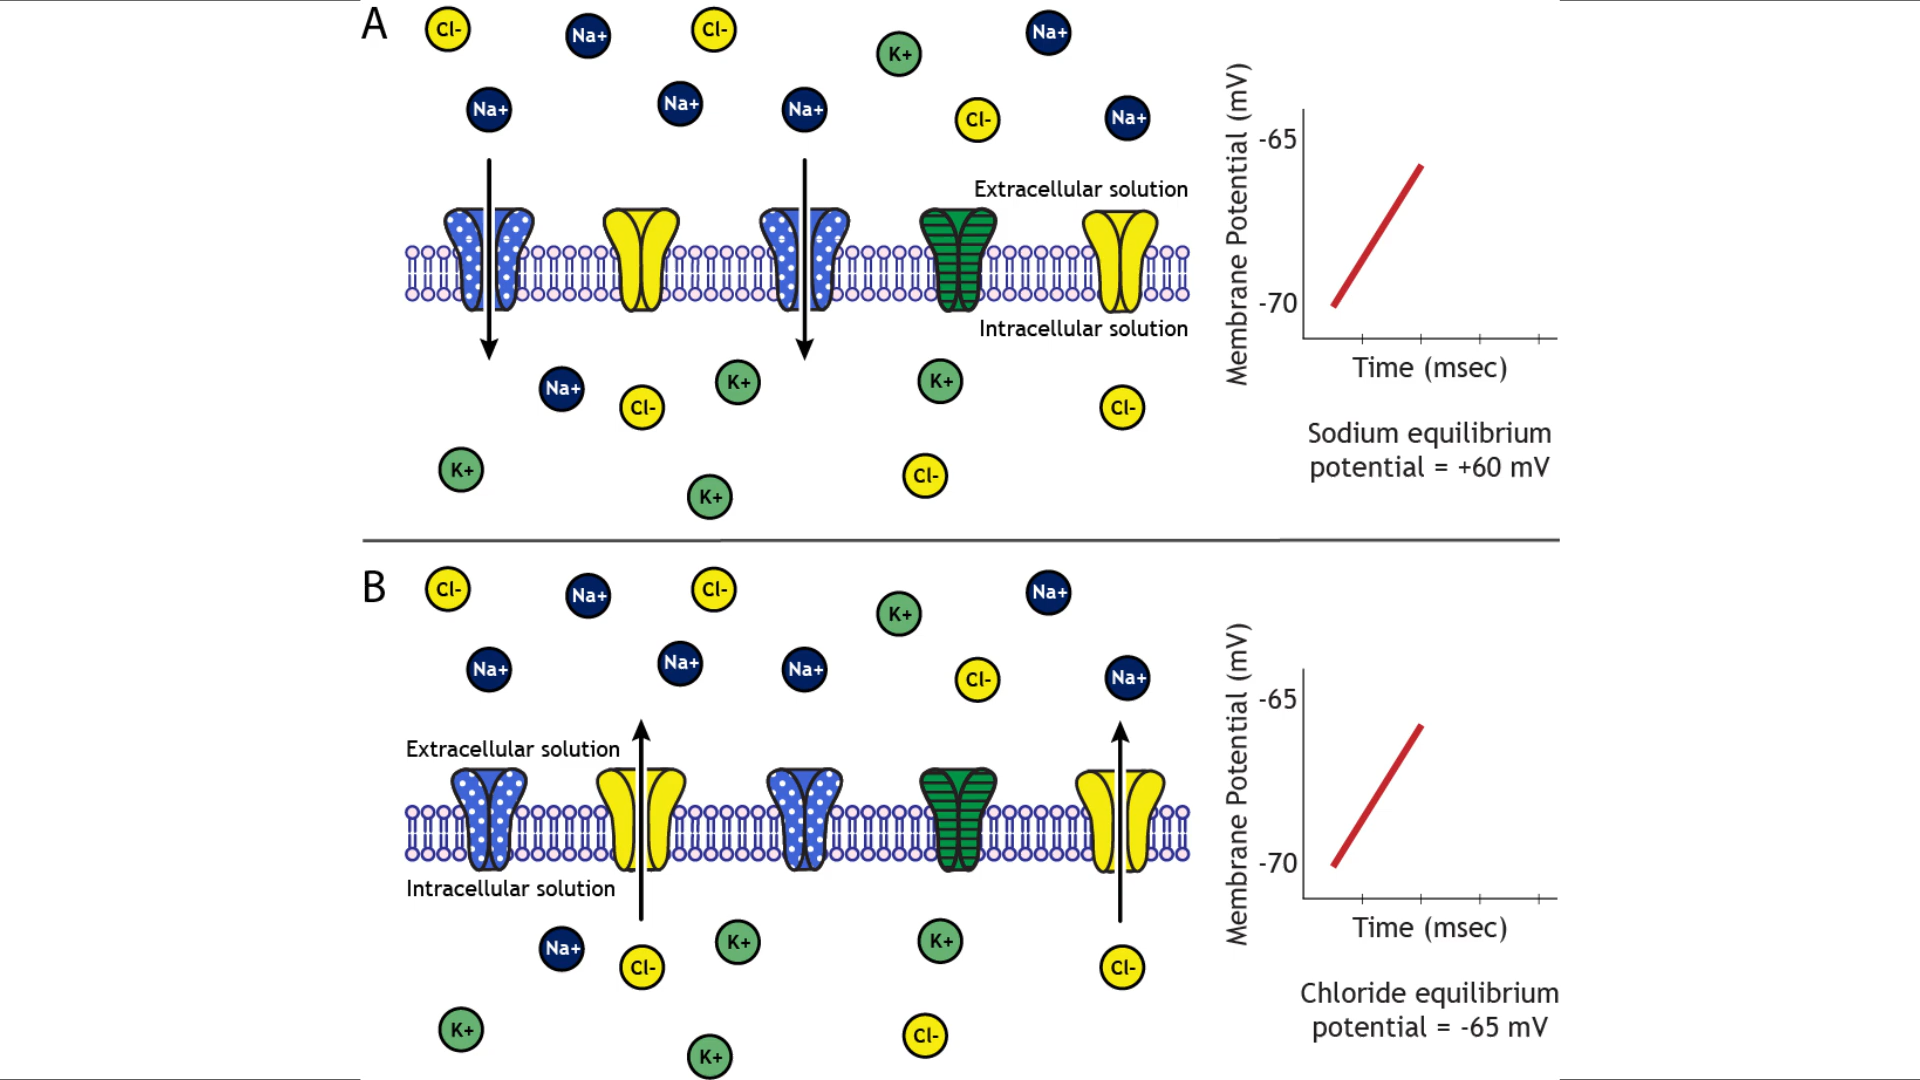 A
Cl-
Na+
Cl-
K+
Na+
Na+
Na+
Na+
Cl-
Na+
Extracellular solution
Intracellular solution
Na+
Cl-
K+
K+
Cl-
K+
K+
Cl-
Membrane Potential (mV)
-65
-70
Time (msec)
Sodium equilibrium
potential = +60 mV
B
Cl-
Na+
Cl-
K+
Na+
Na+
Na+
Na+
Cl-
Na+
Extracellular solution
Intracellular solution
Na+
Cl-
K+
K+
Cl-
K+
K+
Cl-
Membrane Potential (mV)
-65
-70
Time (msec)
Chloride equilibrium
potential = -65 mV